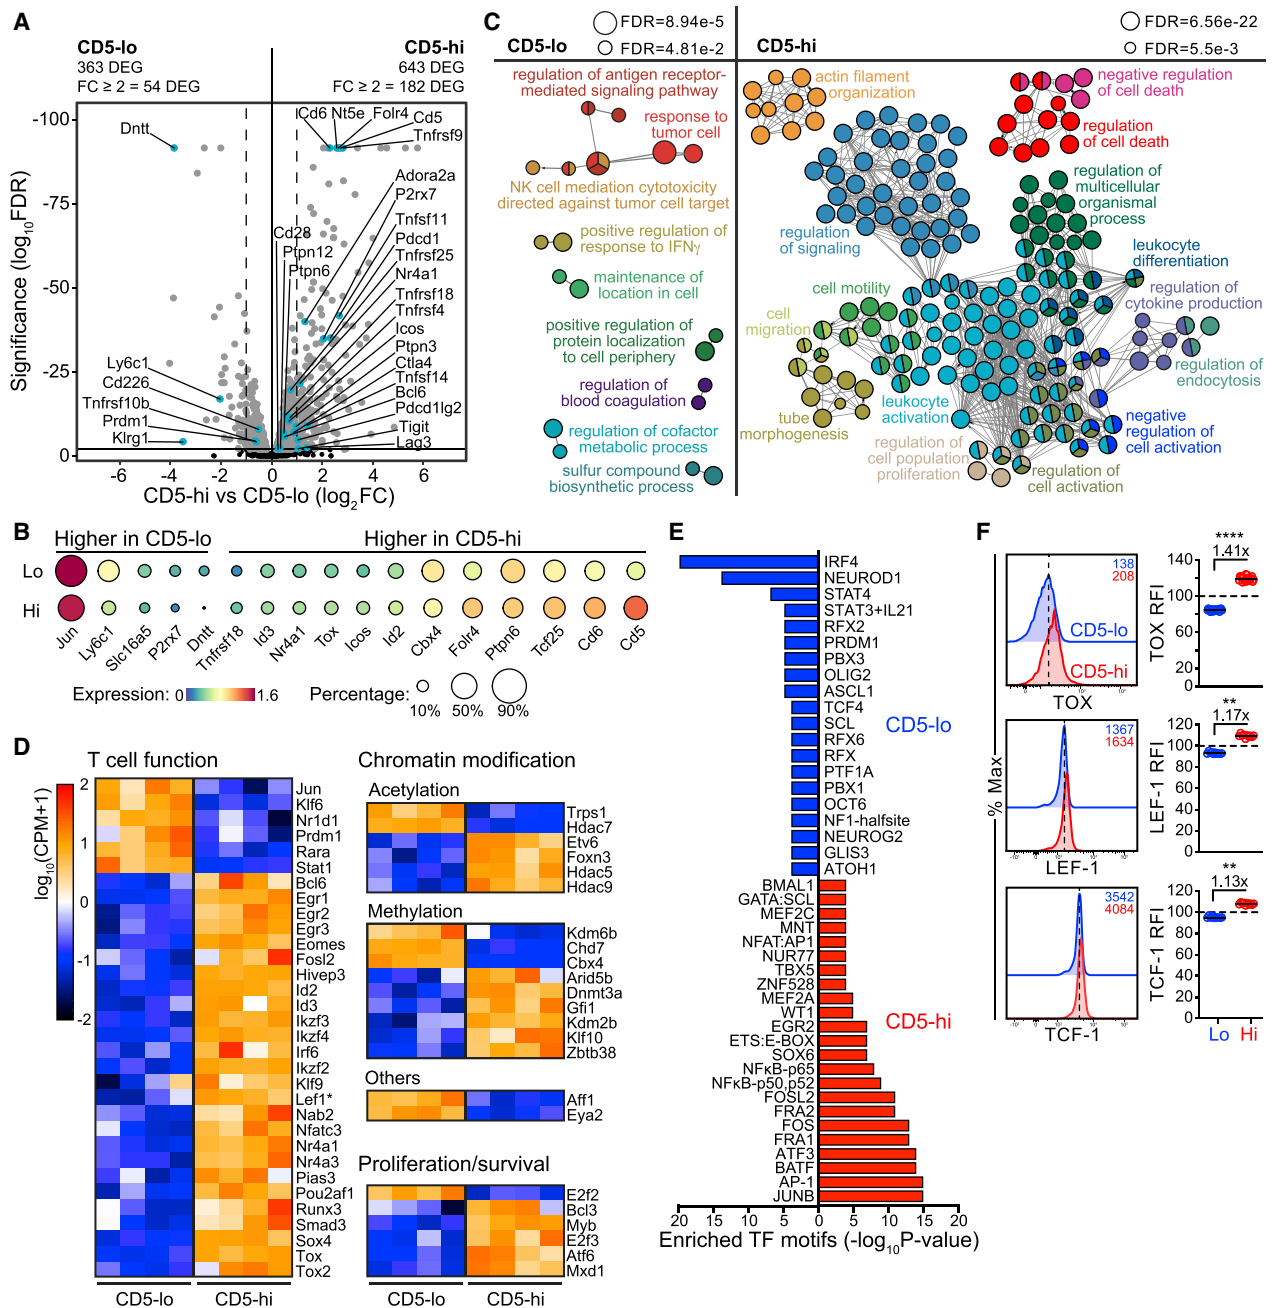 A
CD5-lo
363 DEG
FC ≥ 2 = 54 DEG
CD5-hi
643 DEG
FC ≥ 2 = 182 DEG
Significance (log10FDR)
-100
-75
-50
-25
0
Dntt
Cd6
Nt5e
Folr4
Cd5
Tnfrsf9
Adora2a
P2rx7
Cd28
Ptpn12
Ptpn6
Tnfsf11
Pdcd1
Tnfrsf25
Nr4a1
Tnfrsf18
Tnfrsf4
Icos
Ptpn3
Ctla4
Tnfsf14
Bcl6
Pdcd1lg2
Tigit
Lag3
Ly6c1
Cd226
Tnfrsf10b
Prdm1
Klrg1
-6
-4
-2
0
2
4
6
CD5-hi vs CD5-lo (log2FC)
B
Higher in CD5-lo
Higher in CD5-hi
Lo
Hi
Jun
Ly6c1
Slc16a5
P2rx7
Dntt
Tnfrsf18
Id3
Nr4a1
Tox
Icos
Id2
Cbx4
Folr4
Ptpn6
Tcf25
Cd6
Cd5
Expression: 0
1.6
Percentage:
10%
50%
90%
C
CD5-lo
FDR=8.94e-5
FDR=4.81e-2
CD5-hi
FDR=6.56e-22
FDR=5.5e-3
regulation of antigen receptor-
mediated signaling pathway
response to
tumor cell
NK cell mediation cytotoxicity
directed against tumor cell target
positive regulation of
response to IFNγ
maintenance of
location in cell
positive regulation of
protein localization
to cell periphery
regulation of
blood coagulation
regulation of cofactor
metabolic process
sulfur compound
biosynthetic process
actin filament
organization
negative regulation
of cell death
regulation
of cell death
regulation of
multicellular
organismal
process
regulation
of signaling
leukocyte
differentiation
cell motility
regulation of
cytokine production
cell
migration
regulation of
endocytosis
leukocyte
activation
tube
morphogenesis
negative
regulation of
cell activation
regulation of
cell population
proliferation
regulation of
cell activation
D
T cell function
log10(CPM+1)
2
1
0
-1
-2
Jun
Klf6
Nr1d1
Prdm1
Rara
Stat1
Bcl6
Egr1
Egr2
Egr3
Eomes
Fosl2
Hivep3
Id2
Id3
Ikzf3
Ikzf4
Irf6
Ikzf2
Klf9
Lef1*
Nab2
Nfatc3
Nr4a1
Nr4a3
Pias3
Pou2af1
Runx3
Smad3
Sox4
Tox
Tox2
CD5-lo
CD5-hi
Chromatin modification
Acetylation
Trps1
Hdac7
Etv6
Foxn3
Hdac5
Hdac9
Methylation
Kdm6b
Chd7
Cbx4
Arid5b
Dnmt3a
Gfi1
Kdm2b
Klf10
Zbtb38
Others
Aff1
Eya2
Proliferation/survival
E2f2
Bcl3
Myb
E2f3
Atf6
Mxd1
CD5-lo
CD5-hi
E
IRF4
NEUROD1
STAT4
STAT3+IL21
RFX2
PRDM1
PBX3
OLIG2
ASCL1
TCF4
SCL
RFX6
RFX
PTF1A
PBX1
OCT6
NF1-halfsite
NEUROG2
GLIS3
ATOH1
CD5-lo
BMAL1
GATA:SCL
MEF2C
MNT
NFAT:AP1
NUR77
TBX5
ZNF528
MEF2A
WT1
EGR2
ETS:E-BOX
SOX6
NFκB-p65
NFκB-p50,p52
FOSL2
FRA2
FOS
FRA1
ATF3
BATF
AP-1
JUNB
CD5-hi
20
15
10
5
0
5
10
15
20
Enriched TF motifs (-log10P-value)
F
% Max
138
208
CD5-lo
CD5-hi
TOX
TOX RFI
140
100
60
20
0
****
1.41x
1367
1634
LEF-1
LEF-1 RFI
120
100
80
40
0
**
1.17x
3542
4084
TCF-1
TCF-1 RFI
120
100
80
60
40
20
0
**
1.13x
Lo
Hi